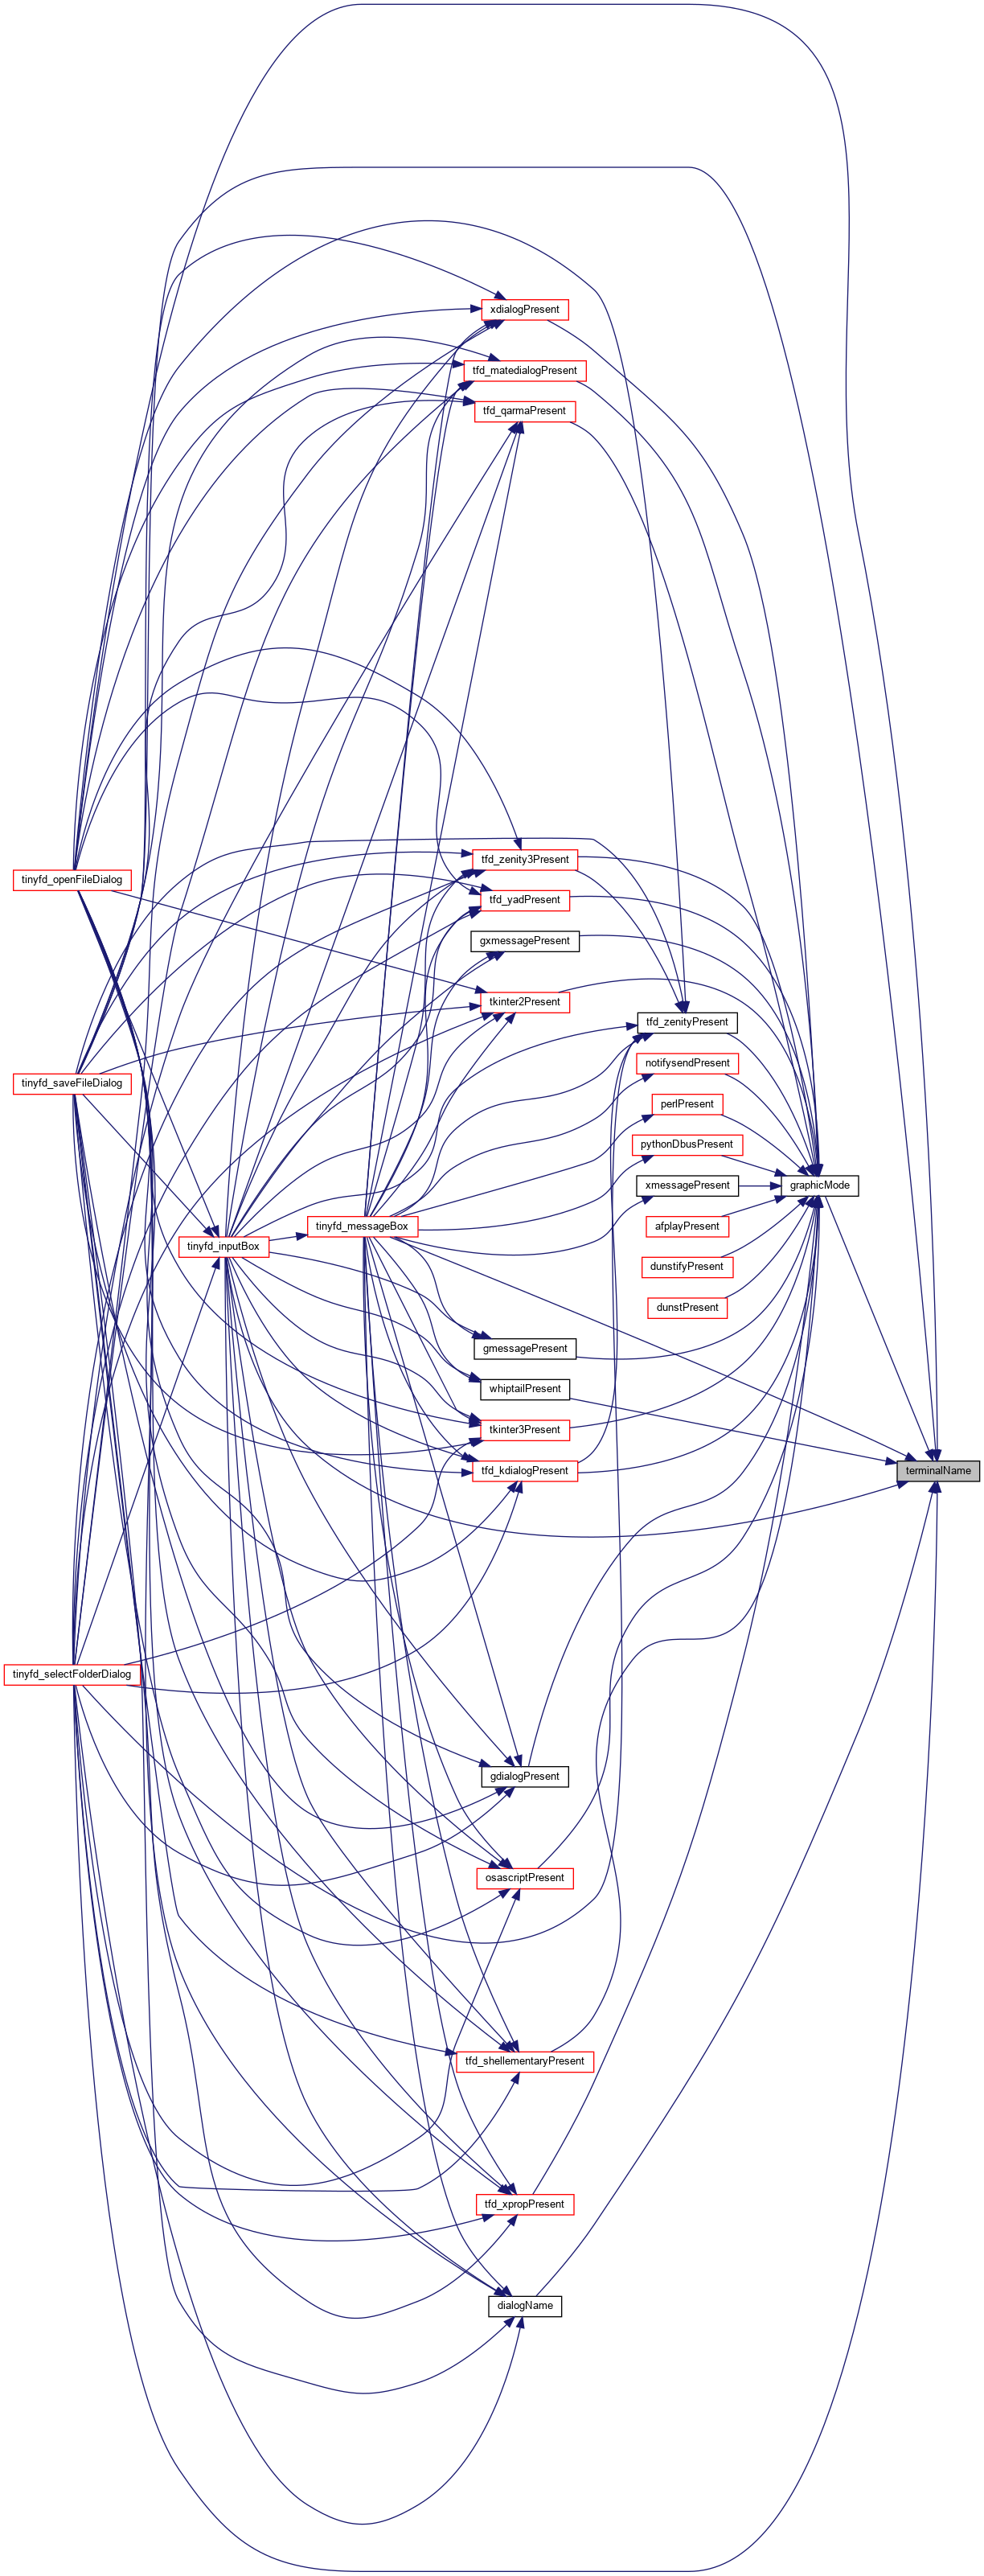 xdialogPresent
tfd_matedialogPresent
tfd_qarmaPresent
tfd_zenity3Present
tinyfd_openFileDialog
tfd_yadPresent
gxmessagePresent
tkinter2Present
tfd_zenityPresent
notifysendPresent
tinyfd_saveFileDialog
perlPresent
pythonDbusPresent
xmessagePresent
graphicMode
tinyfd_messageBox
afplayPresent
tinyfd_inputBox
dunstifyPresent
dunstPresent
gmessagePresent
whiptailPresent
tkinter3Present
tfd_kdialogPresent
terminalName
tinyfd_selectFolderDialog
gdialogPresent
osascriptPresent
tfd_shellementaryPresent
tfd_xpropPresent
dialogName